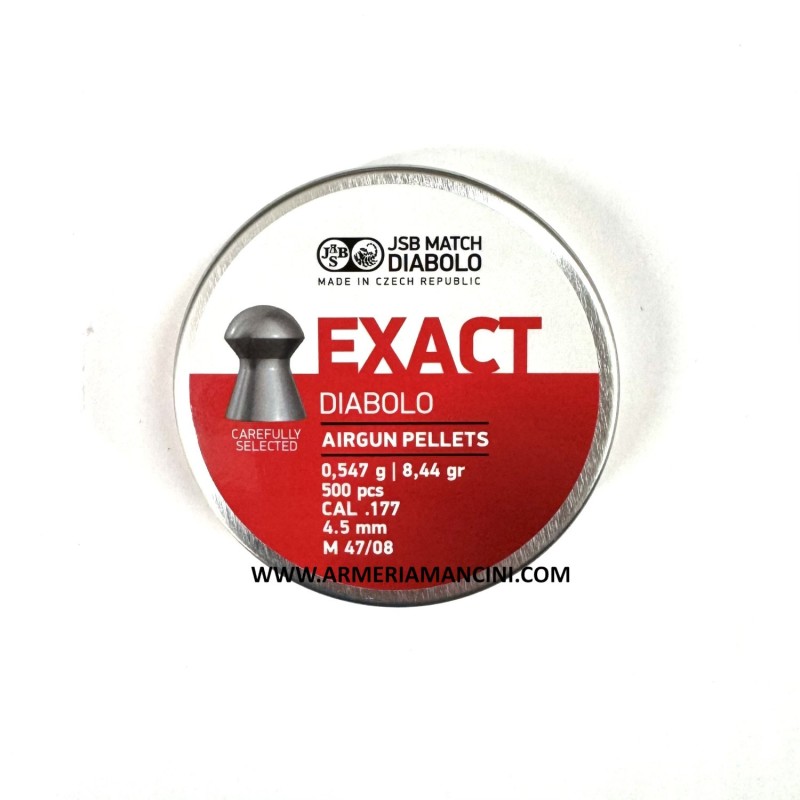 JSB
JSB MATCH
DIABOLO
MADE IN CZECH REPUBLIC
EXACT
DIABOLO
CAREFULLY
SELECTED
AIRGUN PELLETS
0,547 g | 8,44 gr
500 pcs
CAL .177
4.5 mm
M 47/08
WWW.ARMERIAMANCINI.COM